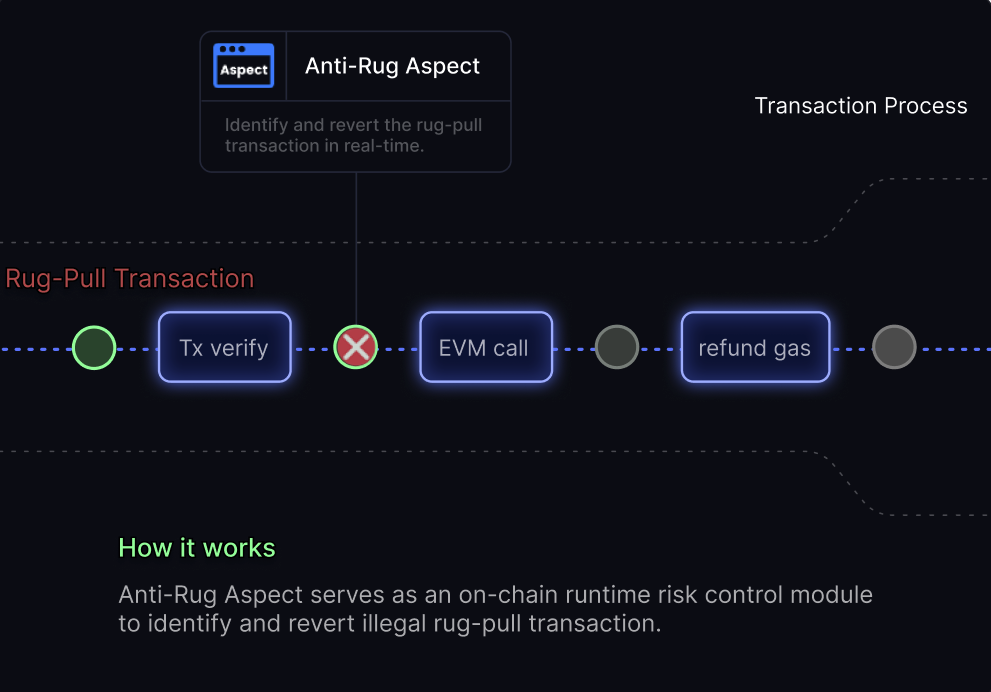 Aspect
Anti-Rug Aspect
Identify and revert the rug-pull
transaction in real-time.
Transaction Process
Rug-Pull Transaction
Tx verify
EVM call
refund gas
How it works
Anti-Rug Aspect serves as an on-chain runtime risk control module
to identify and revert illegal rug-pull transaction.